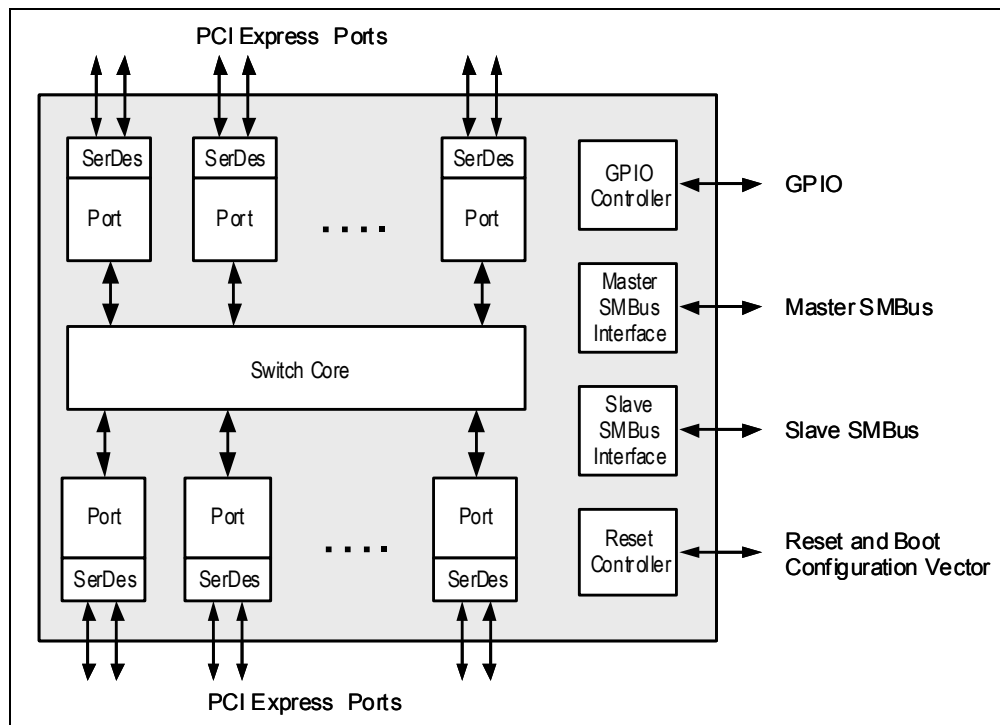 PCI Express Ports
SerDes
SerDes
SerDes
Port
Port
Port
....
GPIO
Controller
GPIO
Master
SMBus
Interface
Master SMBus
Switch Core
Slave
SMBus
Interface
Slave SMBus
Port
Port
Port
....
SerDes
SerDes
SerDes
Reset
Controller
Reset and Boot
Configuration Vector
PCI Express Ports